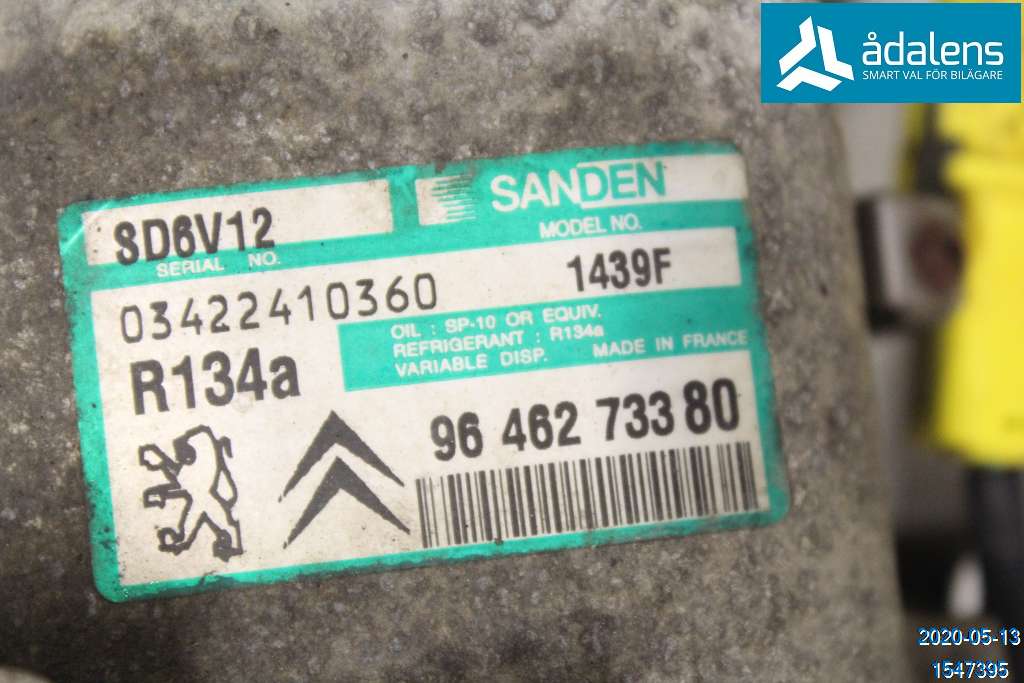 ådalens
SMART VAL FÖR BILÄGARE
SD6V12
SANDEN
SERIAL NO.
MODEL NO.
03422410360
1439F
OIL : SP-10 OR EQUIV.
REFRIGERANT : R134a
VARIABLE DISP. MADE IN FRANCE
R134a
96 462 733 80
2020-05-13
1547395